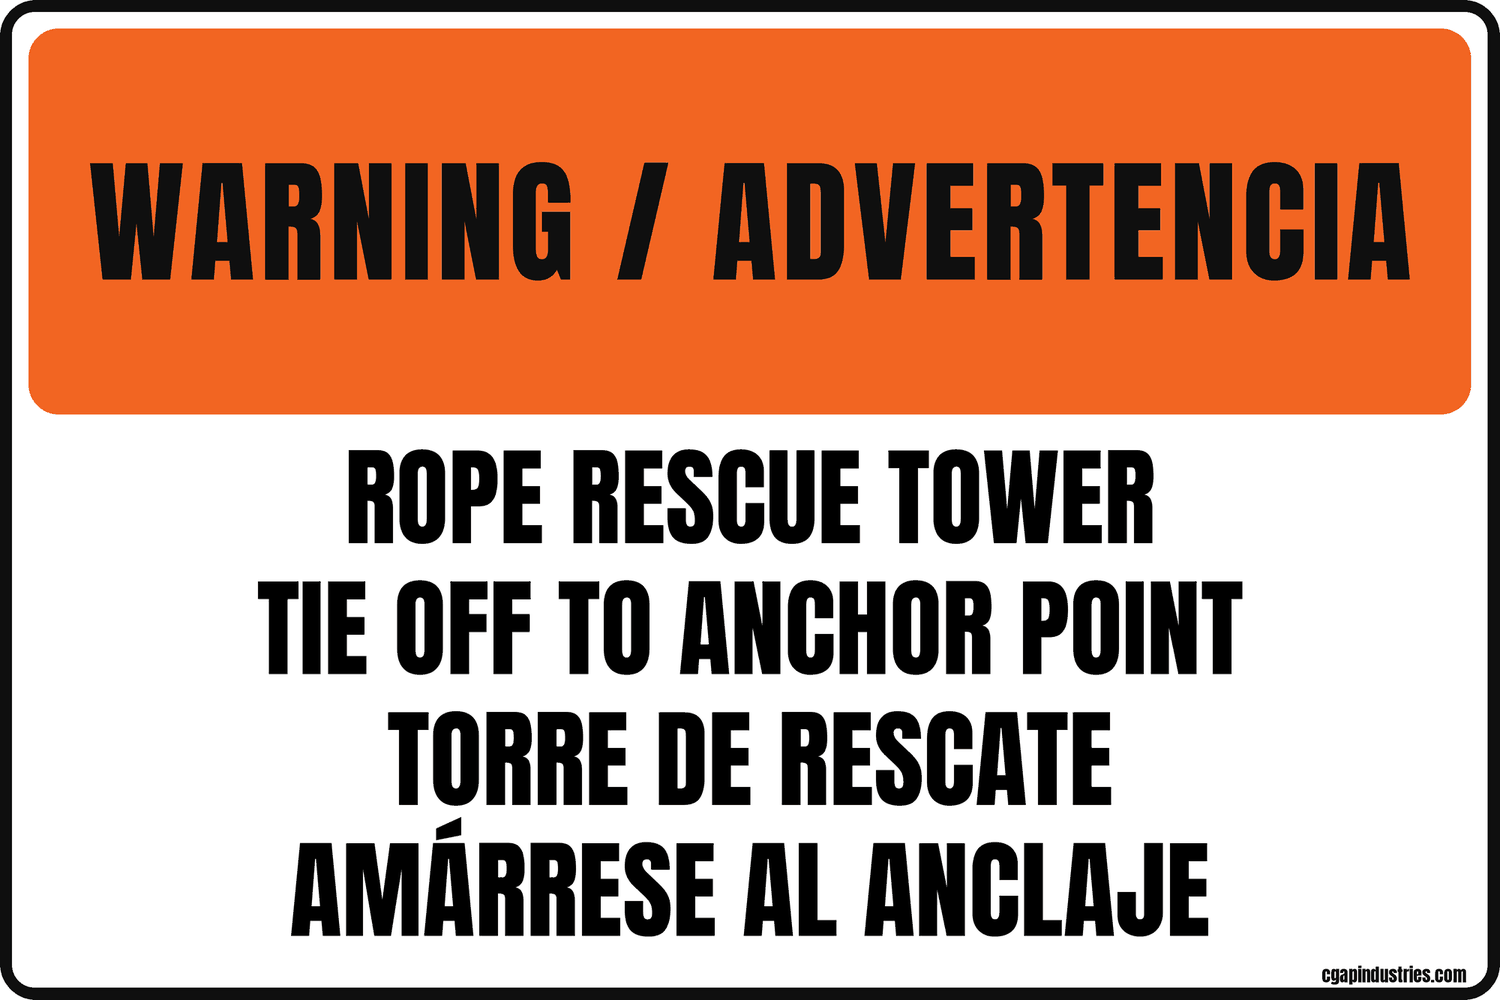 WARNING / ADVERTENCIA
ROPE RESCUE TOWER
TIE OFF TO ANCHOR POINT
TORRE DE RESCATE
AMÁRRESE AL ANCLAJE
cgapindustries.com